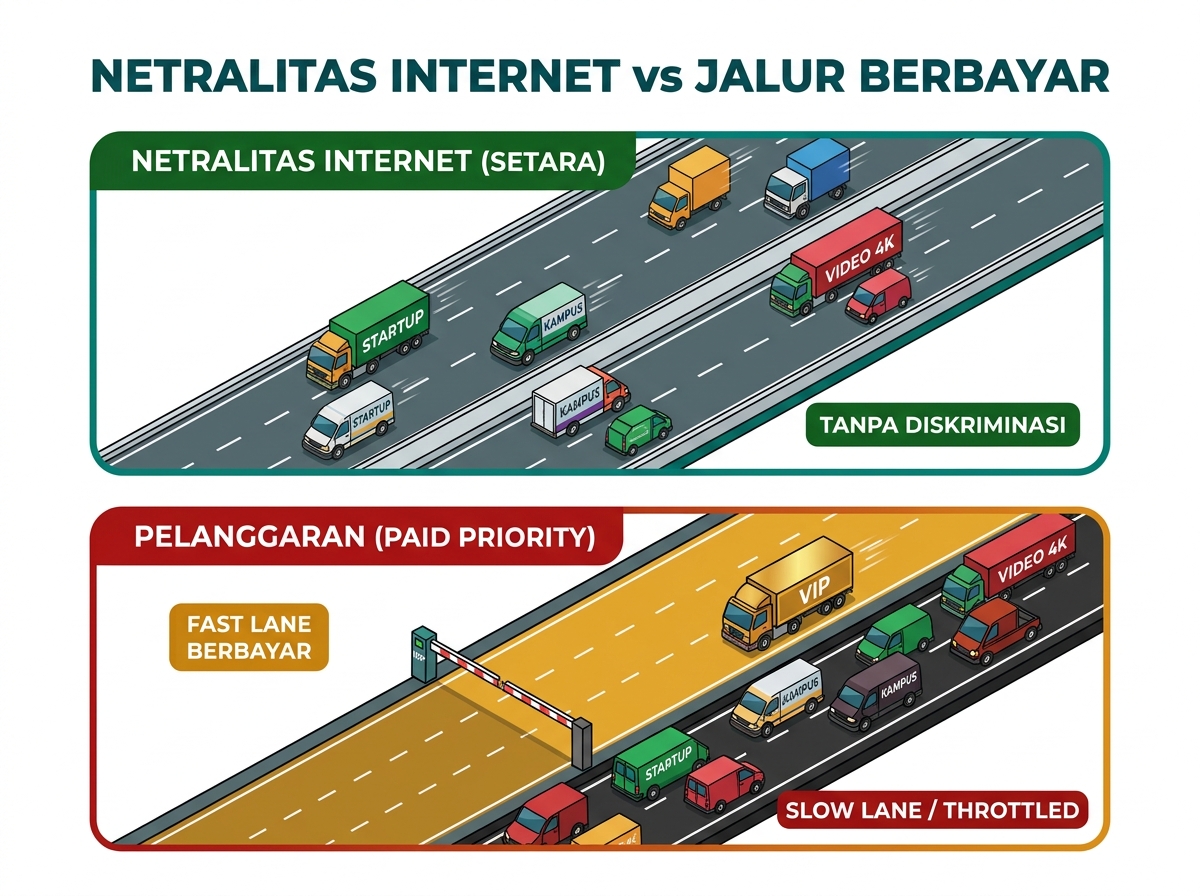 NETRALITAS INTERNET vs JALUR BERBAYAR
NETRALITAS INTERNET (SETARA)
VIDEO 4K
STARTUP
KAMPUS
STARTUP
TANPA DISKRIMINASI
PELANGGARAN (PAID PRIORITY)
VIDEO 4K
VIP
FAST LANE
BERBAYAR
KAMPUS
STARTUP
SLOW LANE / THROTTLED